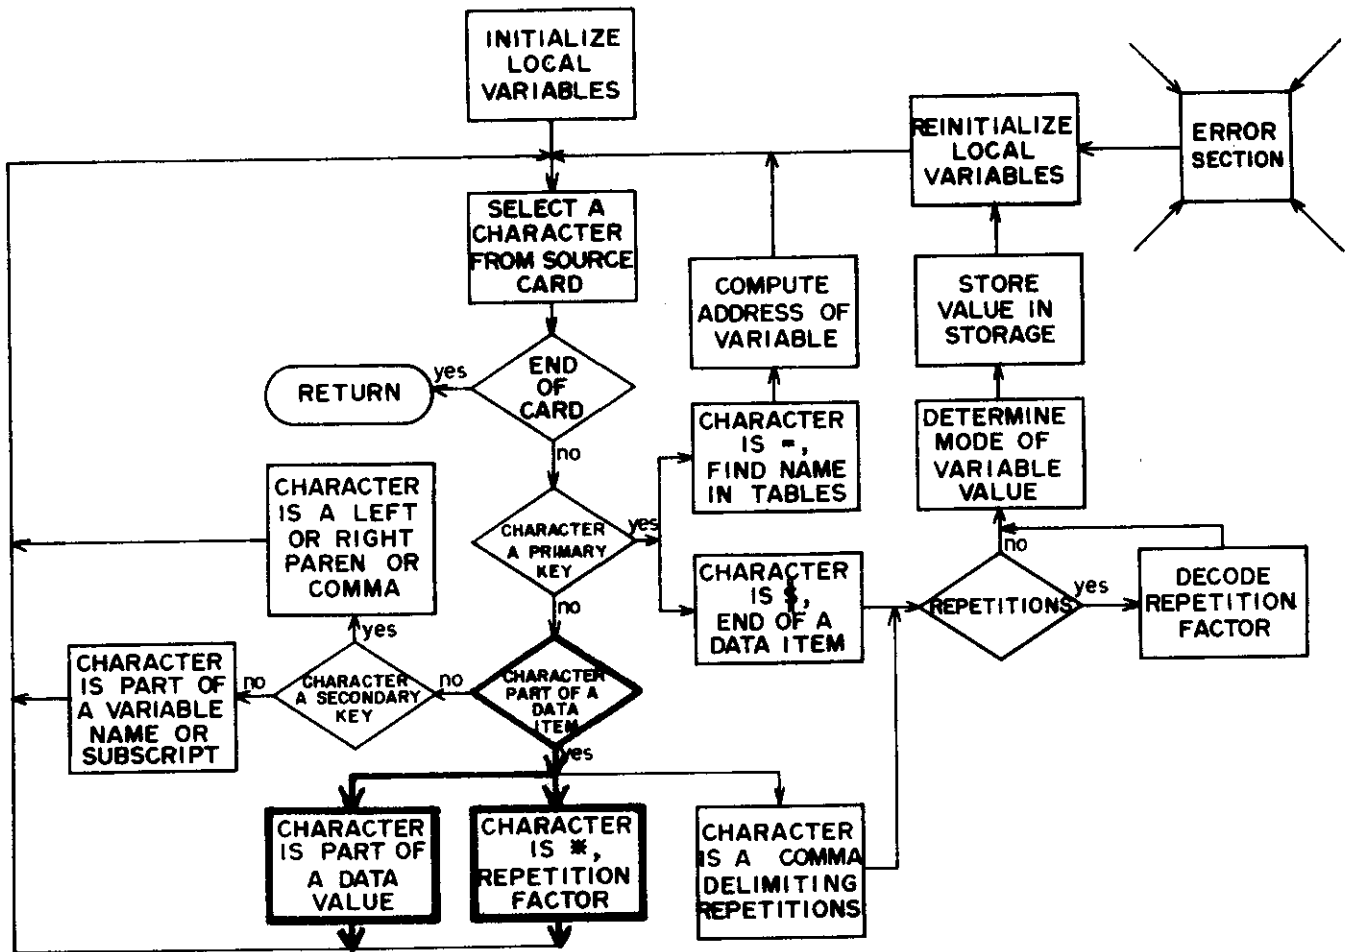 INITIALIZE
LOCAL
VARIABLES
REINITIALIZE
LOCAL
VARIABLES
ERROR
SECTION
SELECT A
CHARACTER
FROM SOURCE
CARD
COMPUTE
ADDRESS OF
VARIABLE
STORE
VALUE IN
STORAGE
RETURN
yes
END
OF
CARD
no
CHARACTER
IS =,
FIND NAME
IN TABLES
DETERMINE
MODE OF
VARIABLE
VALUE
CHARACTER
IS A LEFT
OR RIGHT
PAREN OR
COMMA
CHARACTER
A PRIMARY
KEY
yes
no
CHARACTER
IS $,
END OF A
DATA ITEM
REPETITIONS
no
yes
DECODE
REPETITION
FACTOR
CHARACTER
IS PART OF
A VARIABLE
NAME OR
SUBSCRIPT
no
yes
CHARACTER
A SECONDARY
KEY
no
CHARACTER
PART OF A
DATA
ITEM
yes
CHARACTER
IS PART OF
A DATA
VALUE
CHARACTER
IS *,
REPETITION
FACTOR
CHARACTER
IS A COMMA
DELIMITING
REPETITIONS